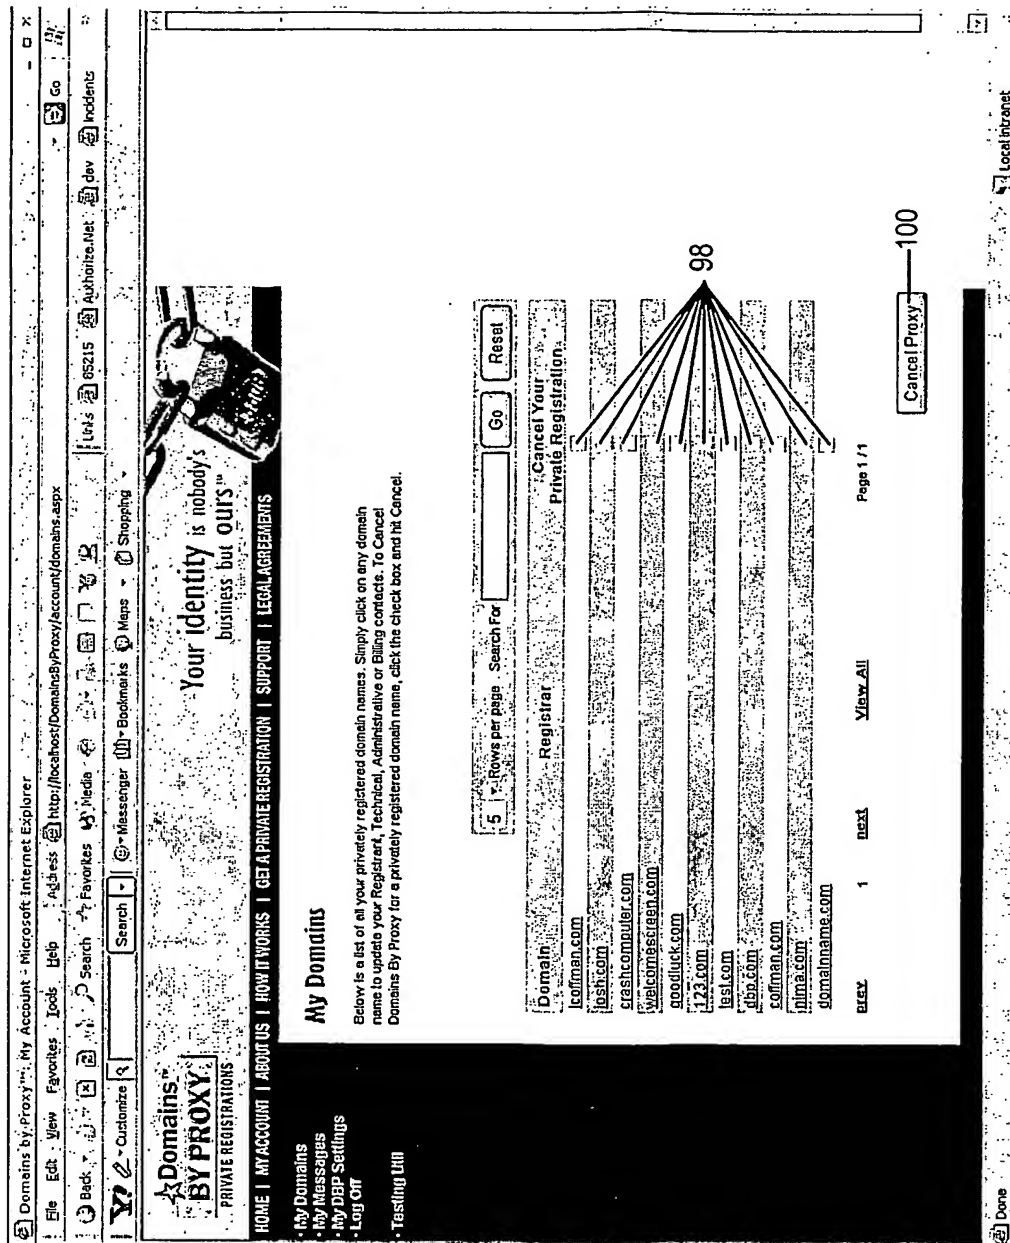 Domains by Proxy™: My Account - Microsoft Internet Explorer
File Edit View Favorites Tools Help Address http://localhost/DomainsByProxy/account/domains.aspx Go
Back Search Favorites Media Links 65215 Authorize.Net dev Incidents
Y! Customize Search Messenger Bookmarks Maps Shopping
Domains™
BY PROXY
PRIVATE REGISTRATIONS
Your identity is nobody's
business but ours™
HOME | MY ACCOUNT | ABOUT US | HOW IT WORKS | GET A PRIVATE REGISTRATION | SUPPORT | LEGAL AGREEMENTS
· My Domains
· My Messages
· My DBP Settings
· Log Off
· Testing Util
My Domains
Below is a list of all your privately registered domain names. Simply click on any domain
name to update your Registrant, Technical, Administrative or Billing contacts. To Cancel
Domains By Proxy for a privately registered domain name, click the check box and hit Cancel.
5 Rows per page Search For Go Reset
Domain Registrar Cancel Your
Private Registration
josh.com
crashcomputer.com
welcomescreen.com
goodluck.com
123.com
test.com
dbp.com
coffman.com
nima.com
domainname.com
98
prev 1 next View All Page 1 / 1
Cancel Proxy
100
Done Local intranet